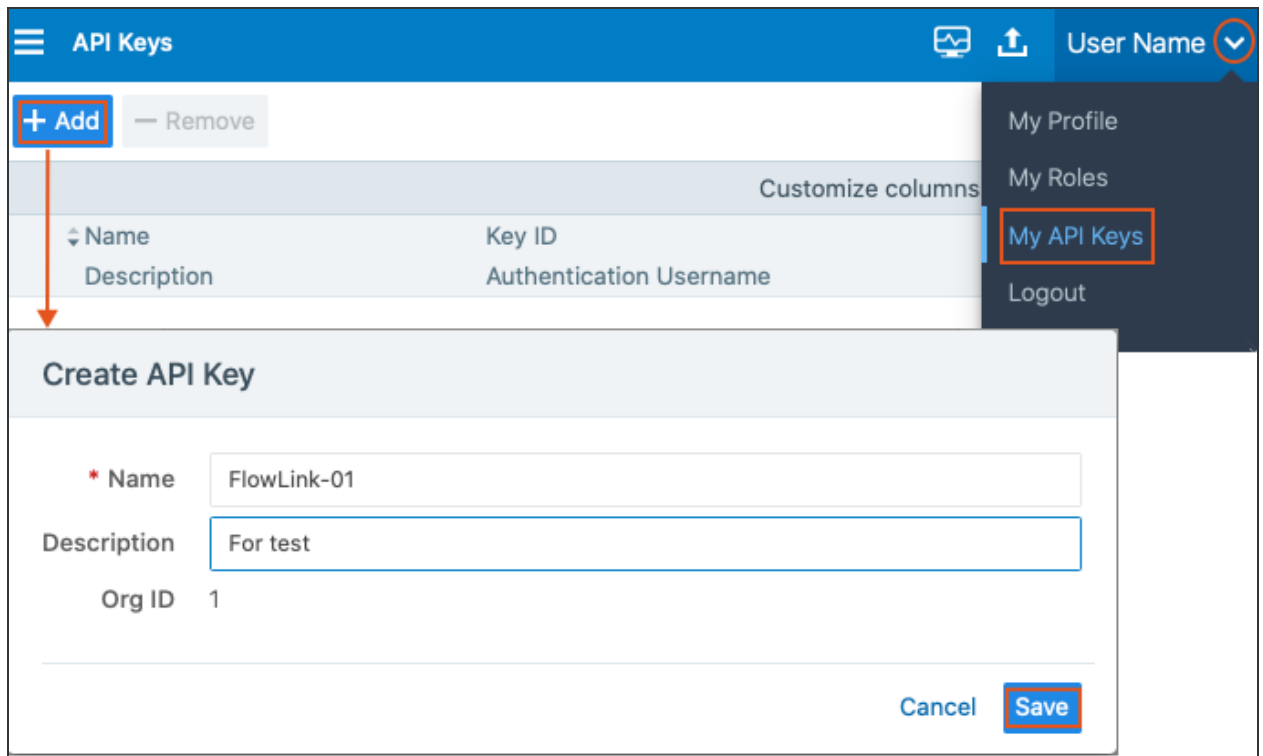 API Keys
User Name
+ Add
— Remove
My Profile
My Roles
My API Keys
Logout
Customize columns
Name
Key ID
Description
Authentication Username
Create API Key
* Name
FlowLink-01
Description
For test
Org ID
1
Cancel
Save